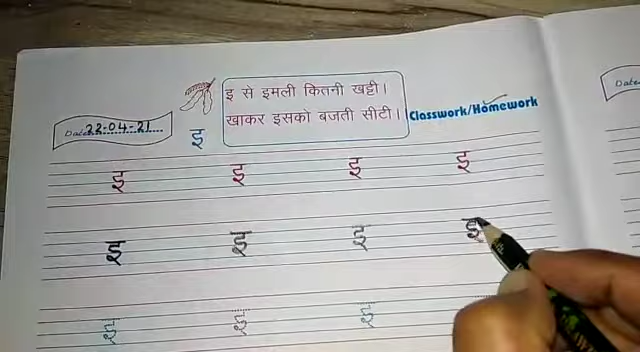 इ से इमली कितनी खट्टी।
खाकर इसको बजती सीटी।
Classwork/Homework
Date 22-04-21
इ
इ इ इ इ
इ इ इ इ
इ इ इ